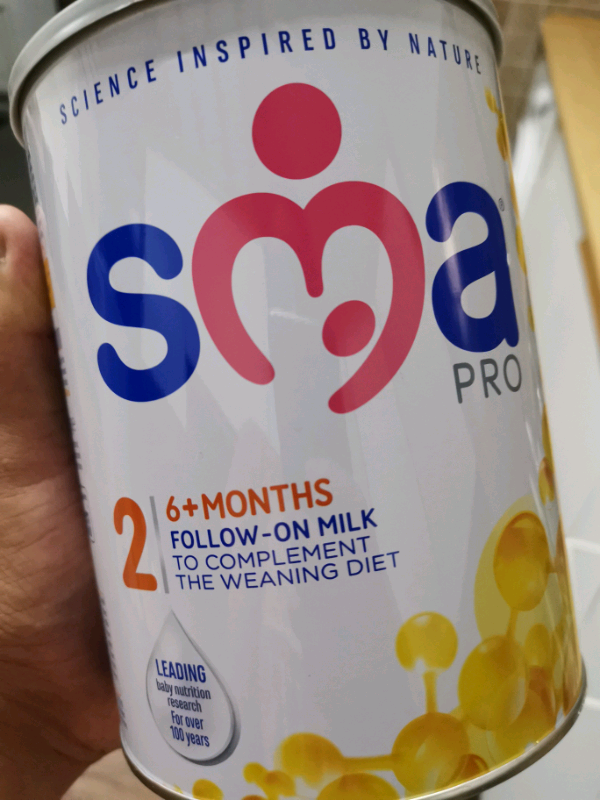 SCIENCE INSPIRED BY NATURE
sma®
PRO
2
6+MONTHS
FOLLOW-ON MILK
TO COMPLEMENT
THE WEANING DIET
LEADING
baby nutrition
research
For over
100 years